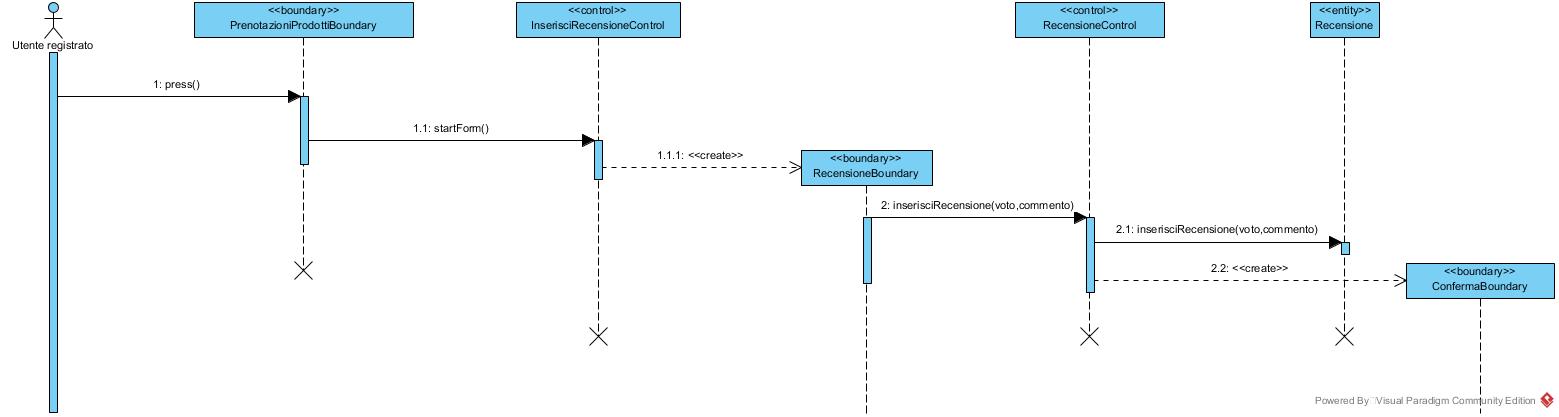 <<boundary>>
PrenotazioniProdottiBoundary
<<control>>
InserisciRecensioneControl
<<control>>
RecensioneControl
<<entity>>
Recensione
Utente registrato
1: press()
1.1: startForm()
1.1.1: <<create>>
<<boundary>>
RecensioneBoundary
2: inserisciRecensione(voto,commento)
2.1: inserisciRecensione(voto,commento)
2.2: <<create>>
<<boundary>>
ConfermaBoundary
Powered By Visual Paradigm Community Edition